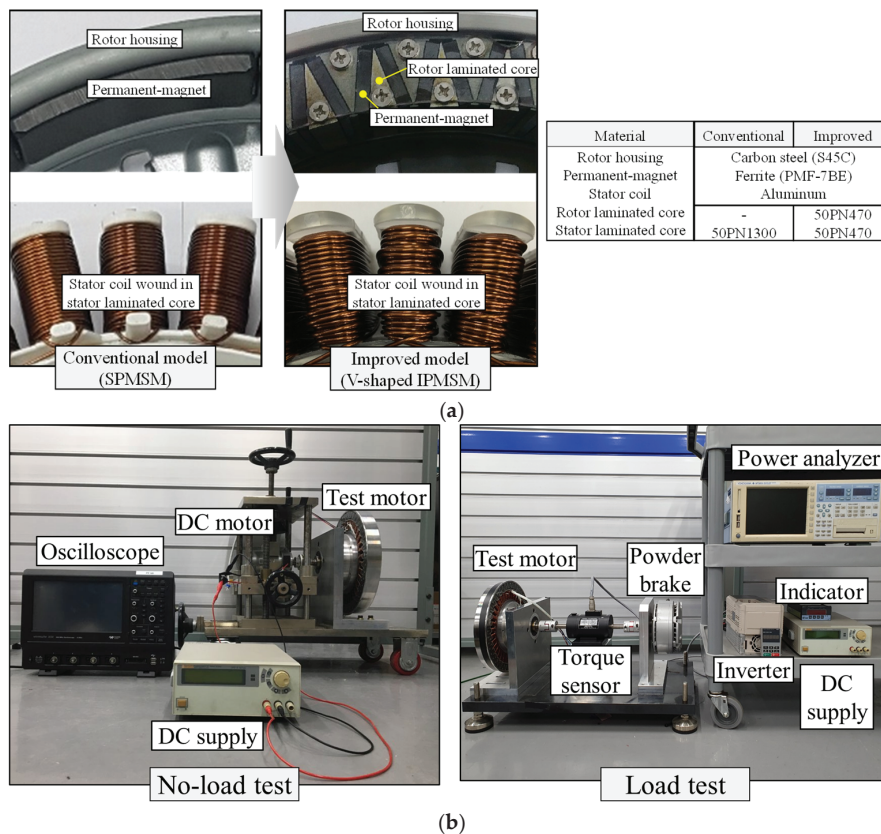 Rotor housing
Permanent-magnet
Rotor housing
Rotor laminated core
Permanent-magnet
Stator coil wound in
stator laminated core
Conventional model
(SPMSM)
Stator coil wound in
stator laminated core
Improved model
(V-shaped IPMSM)
Material Conventional Improved
Rotor housing Carbon steel (S45C)
Permanent-magnet Ferrite (PMF-7BE)
Stator coil Aluminum
Rotor laminated core - 50PN470
Stator laminated core 50PN1300 50PN470
(a)
Oscilloscope
DC motor
Test motor
DC supply
No-load test
Power analyzer
Test motor
Powder
brake
Torque
sensor
Indicator
Inverter
DC
supply
Load test
(b)